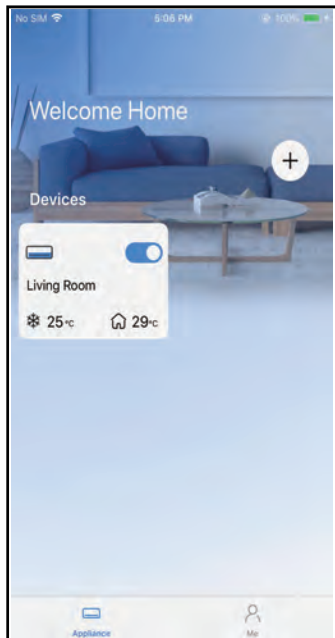 No SIM 5:06 PM 100%
Welcome Home
+
Devices
Living Room
25°C 29°C
Appliance Me